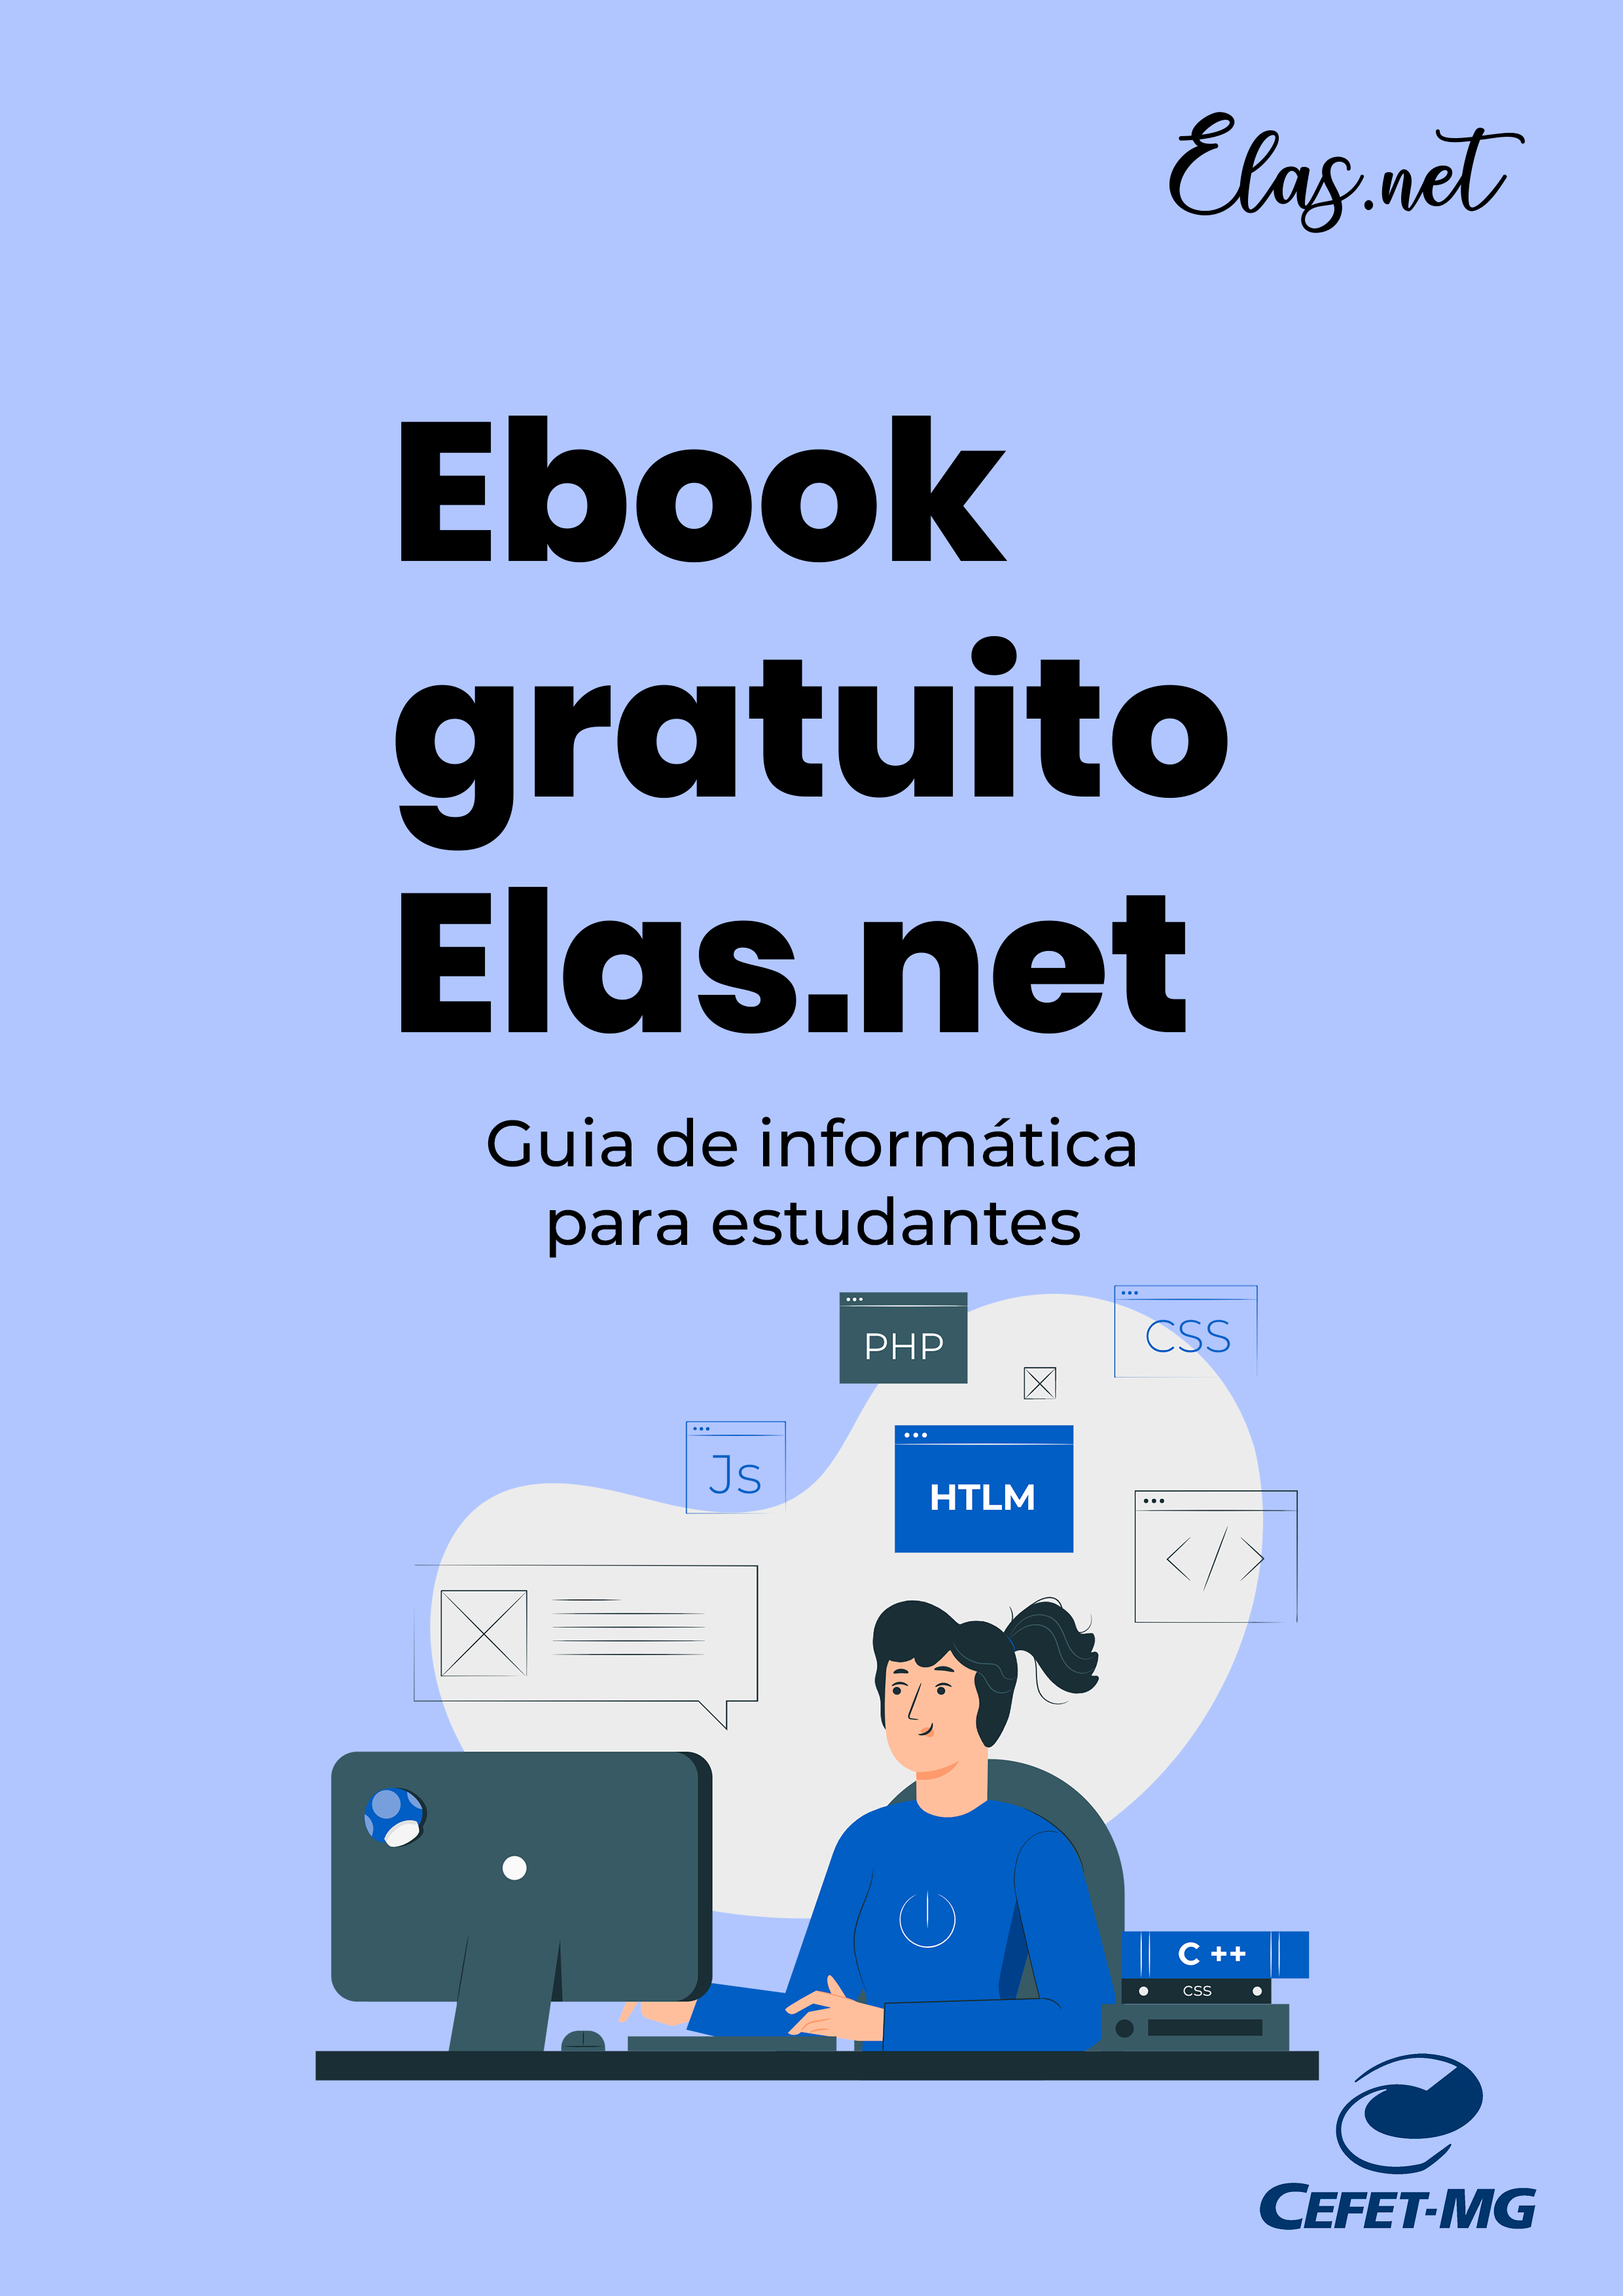 Elas.net
Ebook
gratuito
Elas.net
Guia de informática
para estudantes
PHP
CSS
Js
HTLM
</>
C ++
CSS
CEFET-MG